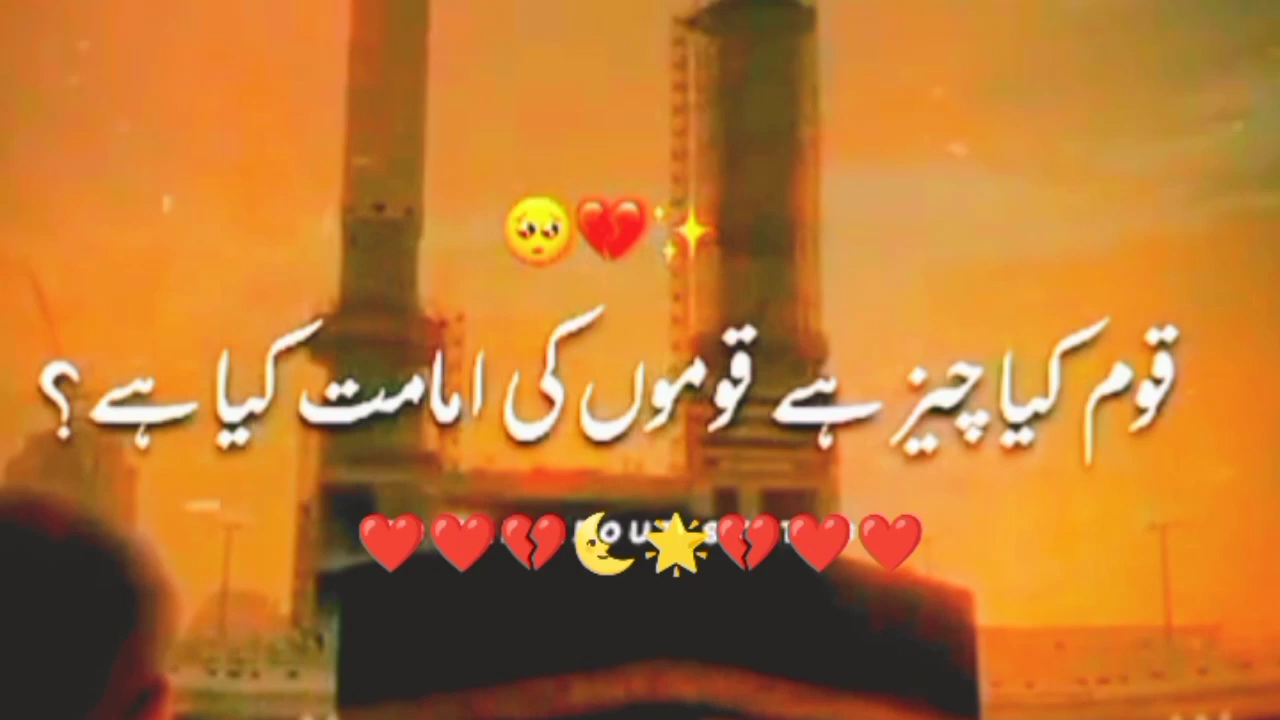 🥺💔✨
قوم کیا چیز ہے قوموں کی امامت کیا ہے ؟
❤️❤️💔🌜🌟💔❤️❤️